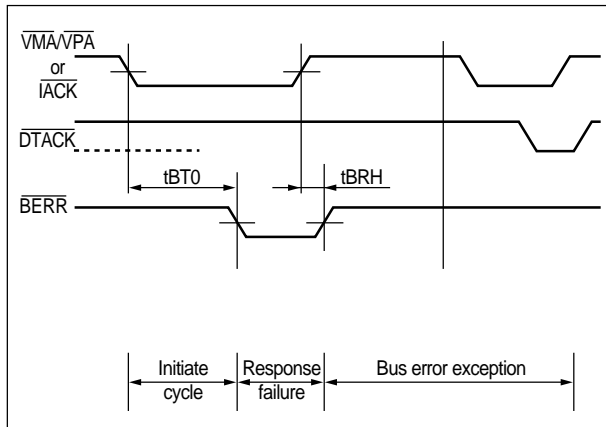 VMA/VPA
or
IACK
DTACK
tBT0
tBRH
BERR
Initiate
cycle
Response
failure
Bus error exception